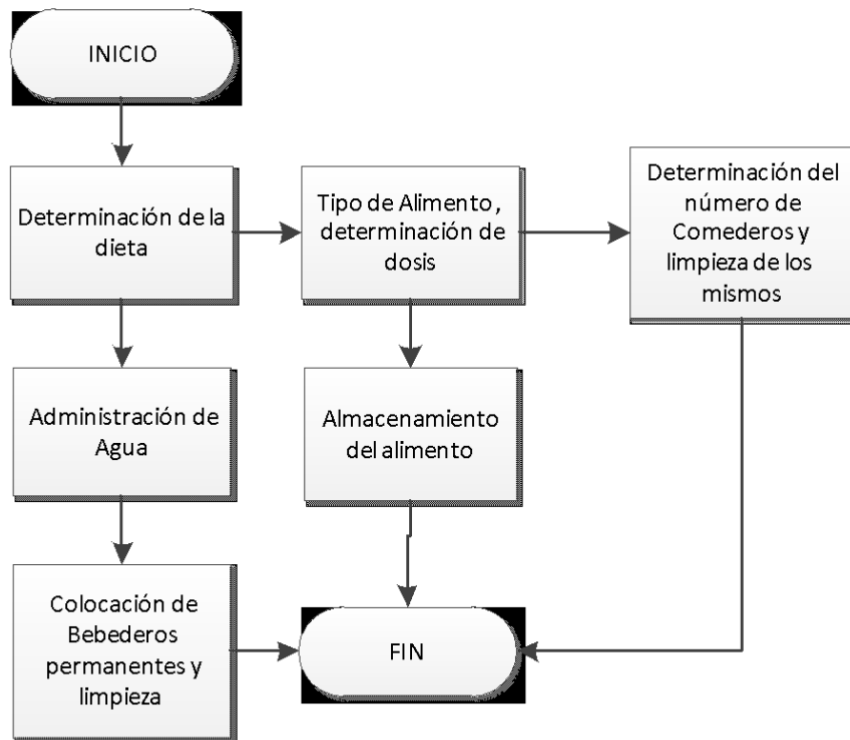 INICIO
Determinación de la
dieta
Tipo de Alimento ,
determinación de
dosis
Determinación del
número de
Comederos y
limpieza de los
mismos
Administración de
Agua
Almacenamiento
del alimento
Colocación de
Bebederos
permanentes y
limpieza
FIN